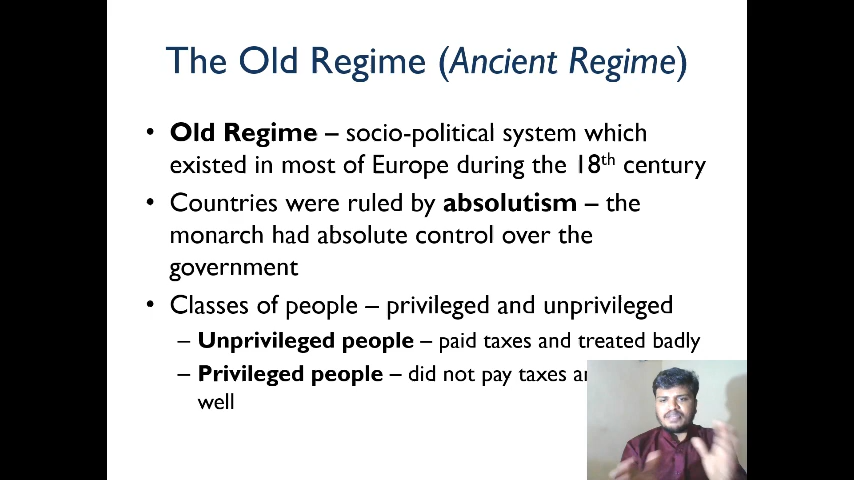 The Old Regime (Ancient Regime)
• Old Regime – socio-political system which
existed in most of Europe during the 18th century
• Countries were ruled by absolutism – the
monarch had absolute control over the
government
• Classes of people – privileged and unprivileged
– Unprivileged people – paid taxes and treated badly
– Privileged people – did not pay taxes
well